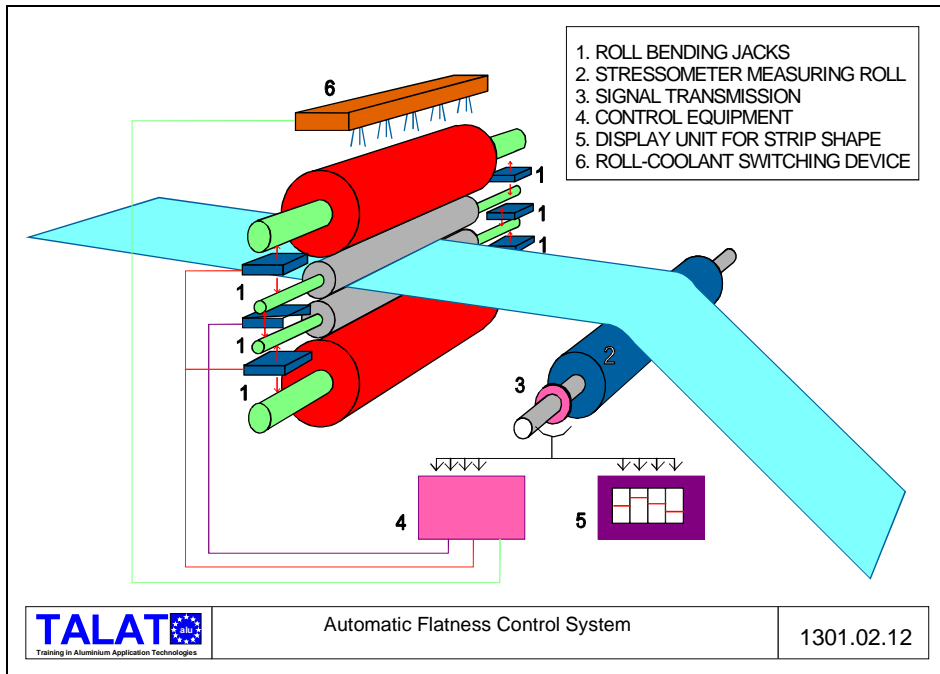 1. ROLL BENDING JACKS
2. STRESSOMETER MEASURING ROLL
3. SIGNAL TRANSMISSION
4. CONTROL EQUIPMENT
5. DISPLAY UNIT FOR STRIP SHAPE
6. ROLL-COOLANT SWITCHING DEVICE
6
1
1
1
1
1
1
2
3
4
5
TALAT
alu
Training in Aluminium Application Technologies
Automatic Flatness Control System
1301.02.12